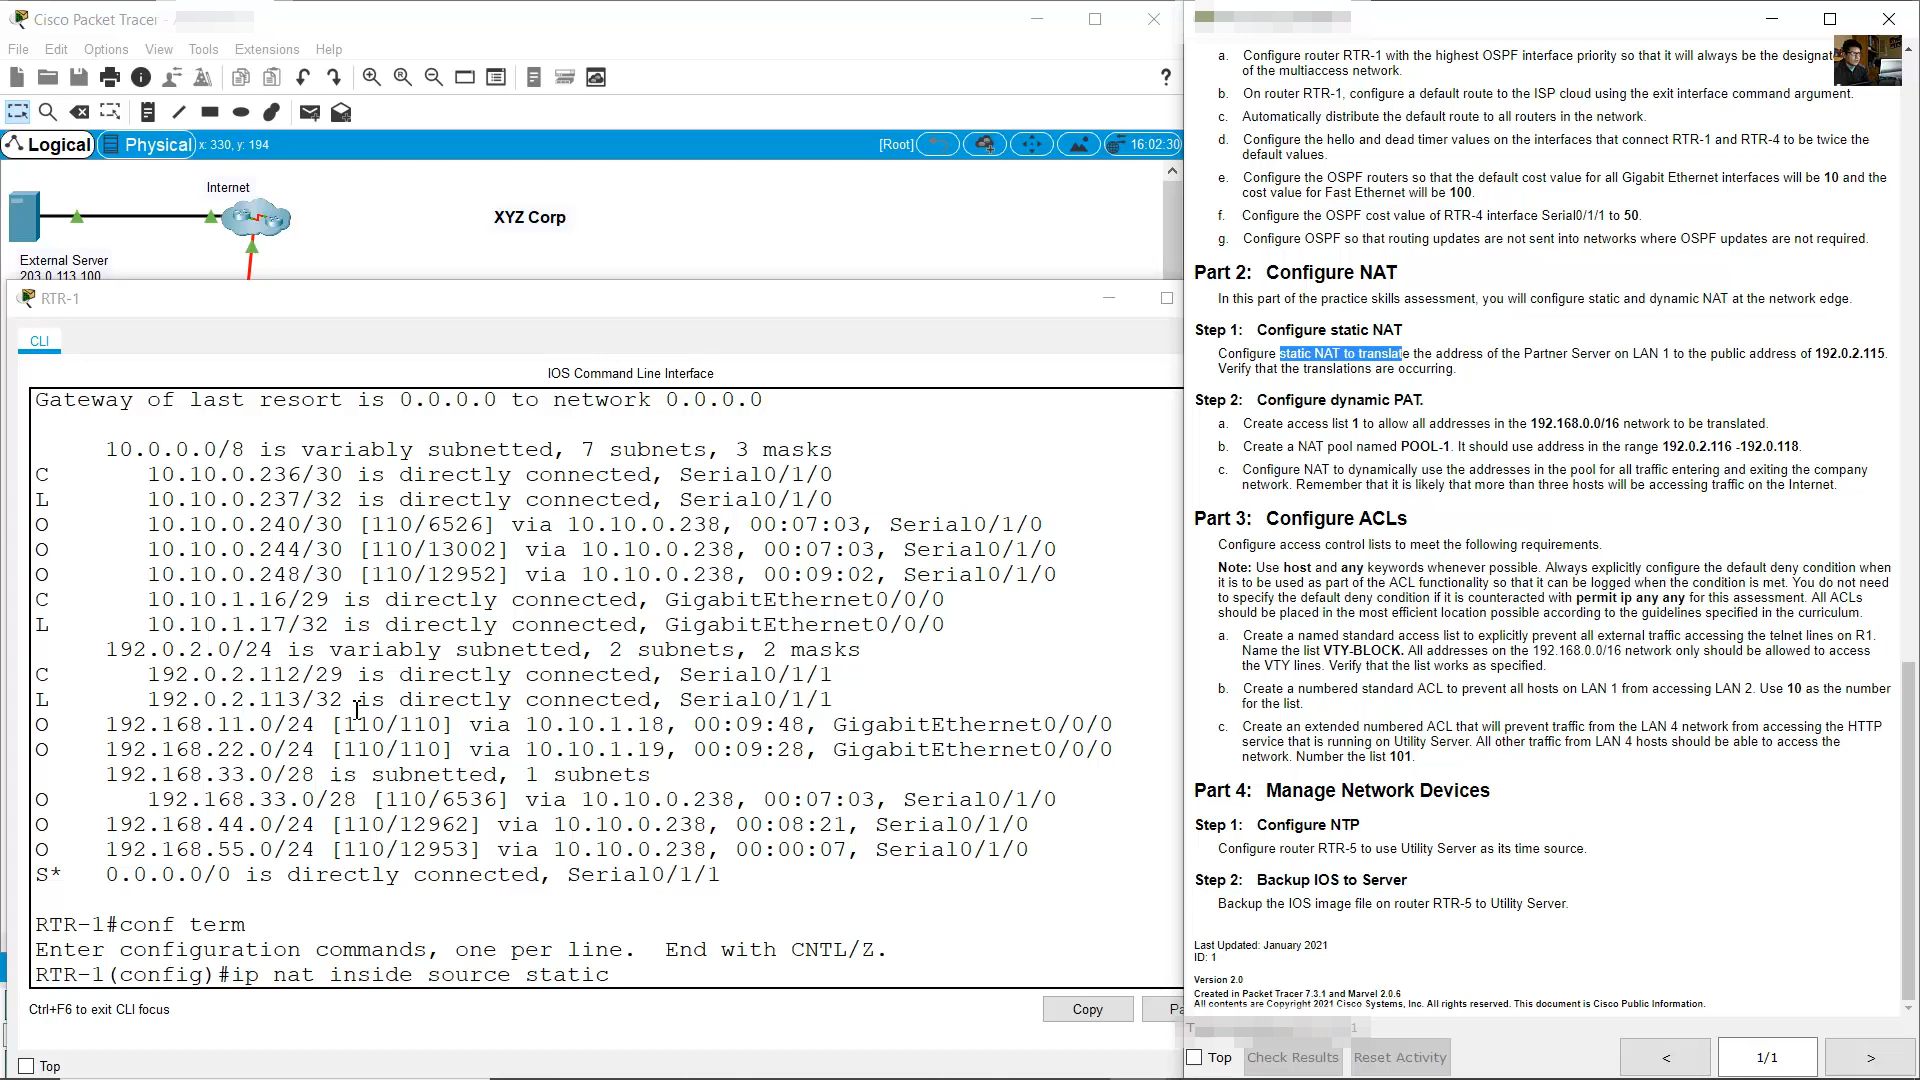 Cisco Packet Tracer -
File Edit Options View Tools Extensions Help
?
Logical Physical x: 330, y: 194 [Root] 16:02:30
Internet
XYZ Corp
External Server
203.0.113.100
RTR-1
CLI
IOS Command Line Interface
Gateway of last resort is 0.0.0.0 to network 0.0.0.0
10.0.0.0/8 is variably subnetted, 7 subnets, 3 masks
C 10.10.0.236/30 is directly connected, Serial0/1/0
L 10.10.0.237/32 is directly connected, Serial0/1/0
O 10.10.0.240/30 [110/6526] via 10.10.0.238, 00:07:03, Serial0/1/0
O 10.10.0.244/30 [110/13002] via 10.10.0.238, 00:07:03, Serial0/1/0
O 10.10.0.248/30 [110/12952] via 10.10.0.238, 00:09:02, Serial0/1/0
C 10.10.1.16/29 is directly connected, GigabitEthernet0/0/0
L 10.10.1.17/32 is directly connected, GigabitEthernet0/0/0
192.0.2.0/24 is variably subnetted, 2 subnets, 2 masks
C 192.0.2.112/29 is directly connected, Serial0/1/1
L 192.0.2.113/32 is directly connected, Serial0/1/1
O 192.168.11.0/24 [110/110] via 10.10.1.18, 00:09:48, GigabitEthernet0/0/0
O 192.168.22.0/24 [110/110] via 10.10.1.19, 00:09:28, GigabitEthernet0/0/0
192.168.33.0/28 is subnetted, 1 subnets
O 192.168.33.0/28 [110/6536] via 10.10.0.238, 00:07:03, Serial0/1/0
O 192.168.44.0/24 [110/12962] via 10.10.0.238, 00:08:21, Serial0/1/0
O 192.168.55.0/24 [110/12953] via 10.10.0.238, 00:00:07, Serial0/1/0
S* 0.0.0.0/0 is directly connected, Serial0/1/1
RTR-1#conf term
Enter configuration commands, one per line. End with CNTL/Z.
RTR-1(config)#ip nat inside source static
Ctrl+F6 to exit CLI focus
Copy
Pa
Top
a. Configure router RTR-1 with the highest OSPF interface priority so that it will always be the
of the multiaccess network.
b. On router RTR-1, configure a default route to the ISP cloud using the exit interface command argument.
c. Automatically distribute the default route to all routers in the network.
d. Configure the hello and dead timer values on the interfaces that connect RTR-1 and RTR-4 to be twice the
default values.
e. Configure the OSPF routers so that the default cost value for all Gigabit Ethernet interfaces will be 10 and the
cost value for Fast Ethernet will be 100.
f. Configure the OSPF cost value of RTR-4 interface Serial0/1/1 to 50.
g. Configure OSPF so that routing updates are not sent into networks where OSPF updates are not required.
Part 2: Configure NAT
In this part of the practice skills assessment, you will configure static and dynamic NAT at the network edge.
Step 1: Configure static NAT
Configure static NAT to translate the address of the Partner Server on LAN 1 to the public address of 192.0.2.115.
Verify that the translations are occurring.
Step 2: Configure dynamic PAT.
a. Create access list 1 to allow all addresses in the 192.168.0.0/16 network to be translated.
b. Create a NAT pool named POOL-1. It should use address in the range 192.0.2.116 -192.0.118.
c. Configure NAT to dynamically use the addresses in the pool for all traffic entering and exiting the company
network. Remember that it is likely that more than three hosts will be accessing traffic on the Internet.
Part 3: Configure ACLs
Configure access control lists to meet the following requirements.
Note: Use host and any keywords whenever possible. Always explicitly configure the default deny condition when
it is to be used as part of the ACL functionality so that it can be logged when the condition is met. You do not need
to specify the default deny condition if it is counteracted with permit ip any any for this assessment. All ACLs
should be placed in the most efficient location possible according to the guidelines specified in the curriculum.
a. Create a named standard access list to explicitly prevent all external traffic accessing the telnet lines on R1.
Name the list VTY-BLOCK. All addresses on the 192.168.0.0/16 network only should be allowed to access
the VTY lines. Verify that the list works as specified.
b. Create a numbered standard ACL to prevent all hosts on LAN 1 from accessing LAN 2. Use 10 as the number
for the list.
c. Create an extended numbered ACL that will prevent traffic from the LAN 4 network from accessing the HTTP
service that is running on Utility Server. All other traffic from LAN 4 hosts should be able to access the
network. Number the list 101.
Part 4: Manage Network Devices
Step 1: Configure NTP
Configure router RTR-5 to use Utility Server as its time source.
Step 2: Backup IOS to Server
Backup the IOS image file on router RTR-5 to Utility Server.
Last Updated: January 2021
ID: 1
Version 2.0
Created in Packet Tracer 7.3.1 and Marvel 2.0.6
All contents are Copyright 2021 Cisco Systems, Inc. All rights reserved. This document is Cisco Public Information.
Top Check Results Reset Activity < 1/1 >